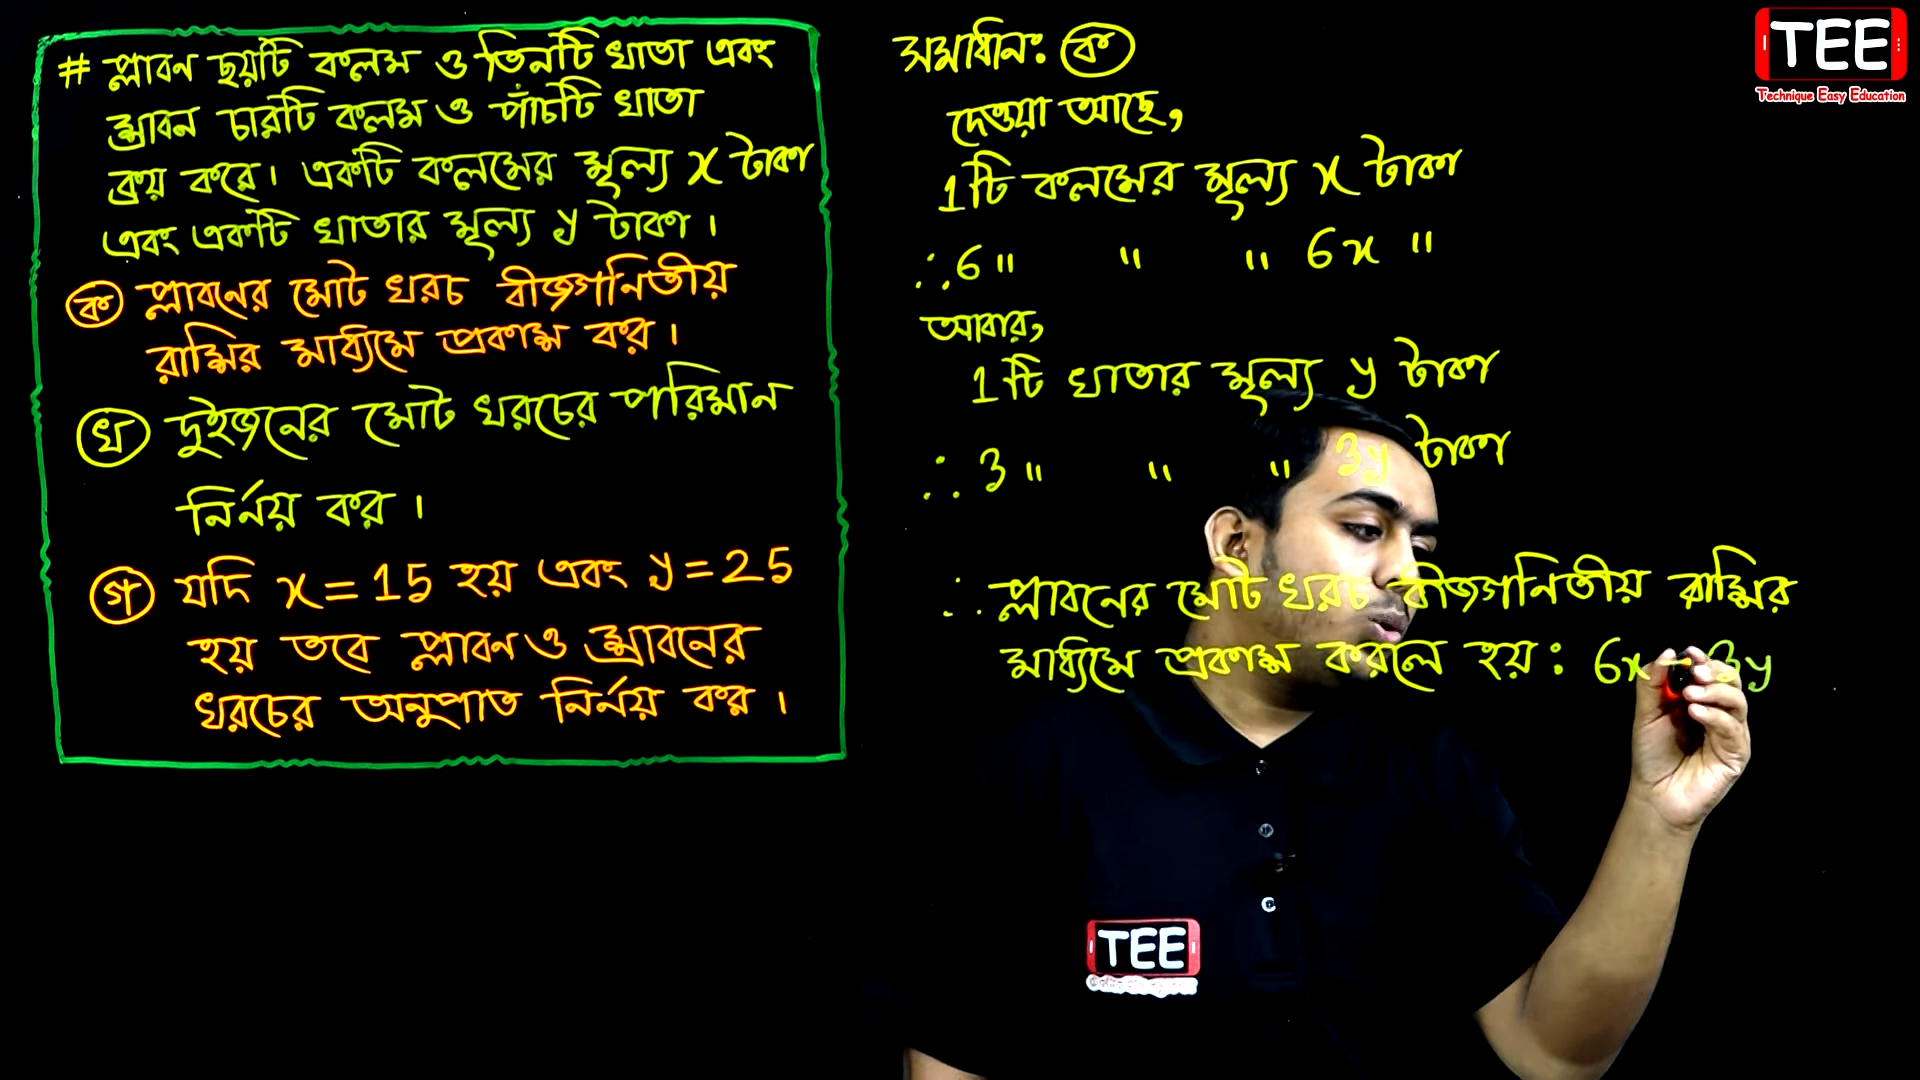 # প্লাবন ছয়টি কলম ও তিনটি খাতা এবং
শ্রাবন চারটি কলম ও পাঁচটি খাতা
ক্রয় করে। একটি কলমের মূল্য x টাকা
এবং একটি খাতার মূল্য y টাকা।
ক প্লাবনের মোট খরচ বীজগনিতীয়
রাশির মাধ্যমে প্রকাশ কর।
খ দুইজনের মোট খরচের পরিমান
নির্নয় কর।
গ যদি x = 15 হয় এবং y = 25
হয় তবে প্লাবন ও শ্রাবনের
খরচের অনুপাত নির্নয় কর।
সমাধান: ক
দেওয়া আছে,
1টি কলমের মূল্য x টাকা
∴ 6 " " " 6x "
আবার,
1টি খাতার মূল্য y টাকা
∴ 3 " " " 3y টাকা
∴ প্লাবনের মোট খরচ বীজগনিতীয় রাশির
মাধ্যমে প্রকাশ করলে হয়: 6x + 3y
TEE
Technique Easy Education
TEE